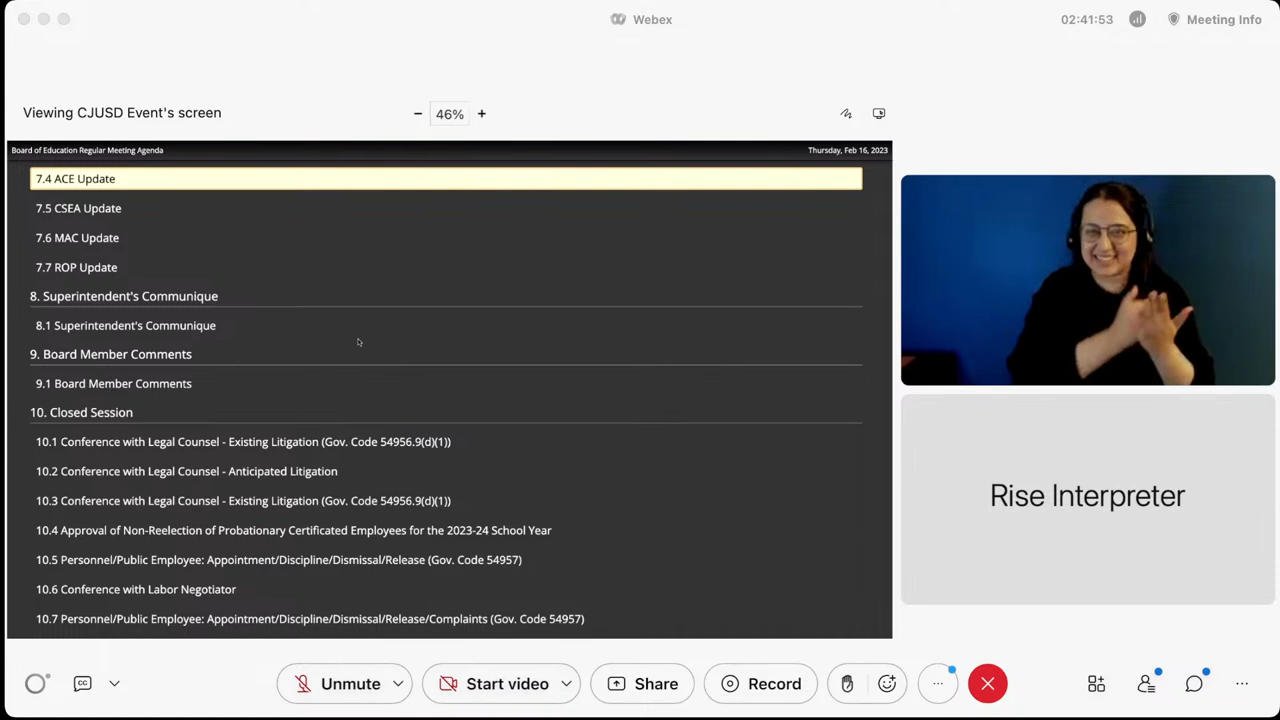 Webex
02:41:53
Meeting Info
Viewing CJUSD Event's screen
− 46% +
Board of Education Regular Meeting Agenda
Thursday, Feb 16, 2023
7.4 ACE Update
7.5 CSEA Update
7.6 MAC Update
7.7 ROP Update
8. Superintendent's Communique
8.1 Superintendent's Communique
9. Board Member Comments
9.1 Board Member Comments
10. Closed Session
10.1 Conference with Legal Counsel - Existing Litigation (Gov. Code 54956.9(d)(1))
10.2 Conference with Legal Counsel - Anticipated Litigation
10.3 Conference with Legal Counsel - Existing Litigation (Gov. Code 54956.9(d)(1))
10.4 Approval of Non-Reelection of Probationary Certificated Employees for the 2023-24 School Year
10.5 Personnel/Public Employee: Appointment/Discipline/Dismissal/Release (Gov. Code 54957)
10.6 Conference with Labor Negotiator
10.7 Personnel/Public Employee: Appointment/Discipline/Dismissal/Release/Complaints (Gov. Code 54957)
Rise Interpreter
CC
Unmute
Start video
Share
Record